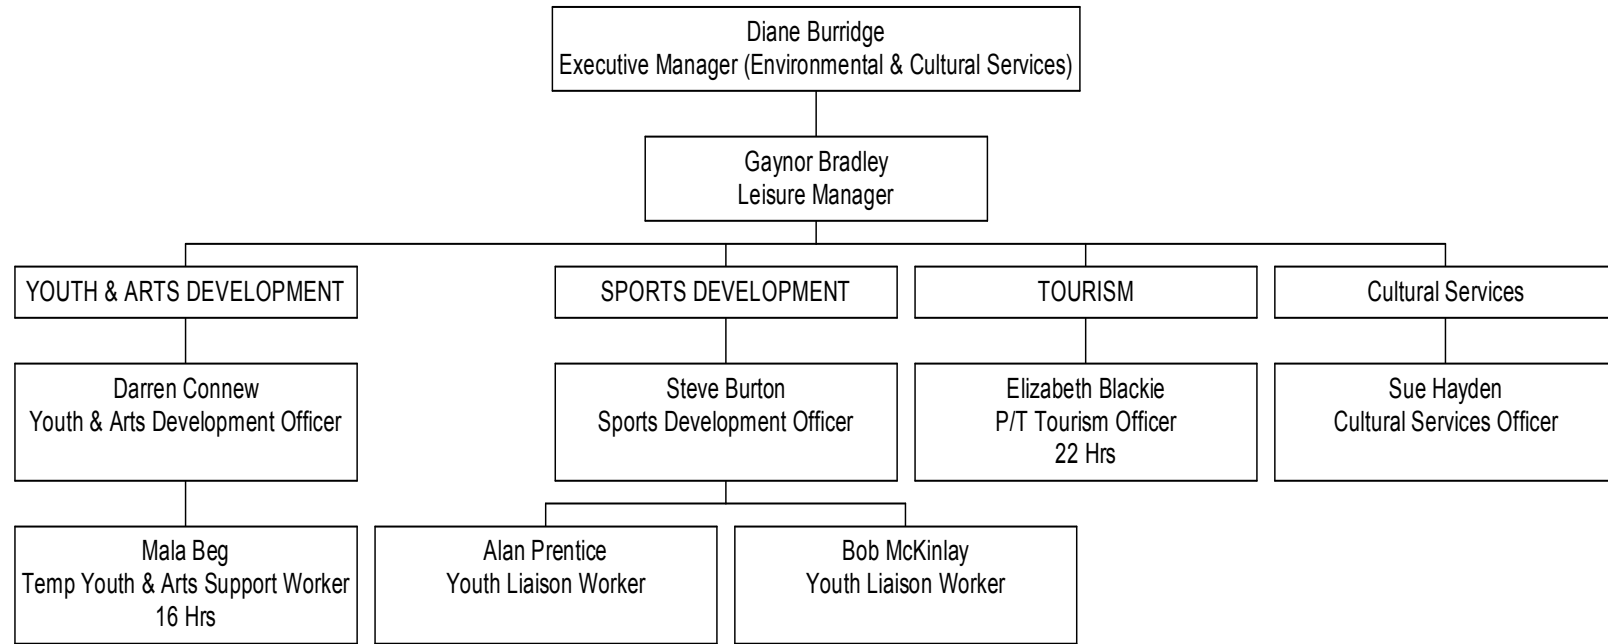 Diane Burridge
Executive Manager (Environmental & Cultural Services)
Gaynor Bradley
Leisure Manager
YOUTH & ARTS DEVELOPMENT
SPORTS DEVELOPMENT
TOURISM
Cultural Services
Darren Connew
Youth & Arts Development Officer
Steve Burton
Sports Development Officer
Elizabeth Blackie
P/T Tourism Officer
22 Hrs
Sue Hayden
Cultural Services Officer
Mala Beg
Temp Youth & Arts Support Worker
16 Hrs
Alan Prentice
Youth Liaison Worker
Bob McKinlay
Youth Liaison Worker